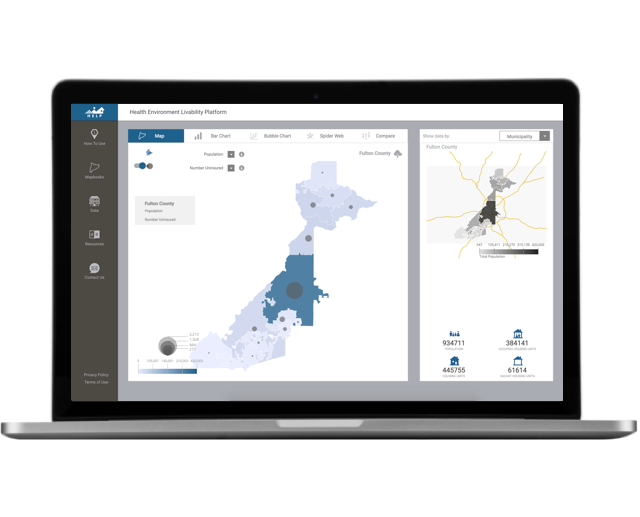 HELP
Health Environment Livability Platform
How To Use
Mapbooks
Data
Resources
Contact Us
Privacy Policy
Terms of Use
Map
Bar Chart
Bubble Chart
Spider Web
Compare
Population
Number Uninsured
Fulton County
Fulton County
Population
Number Uninsured
Show data by:
Municipality
Fulton County
Total Population
934711
POPULATION
384141
OCCUPIED HOUSING UNITS
445755
HOUSING UNITS
61614
VACANT HOUSING UNITS